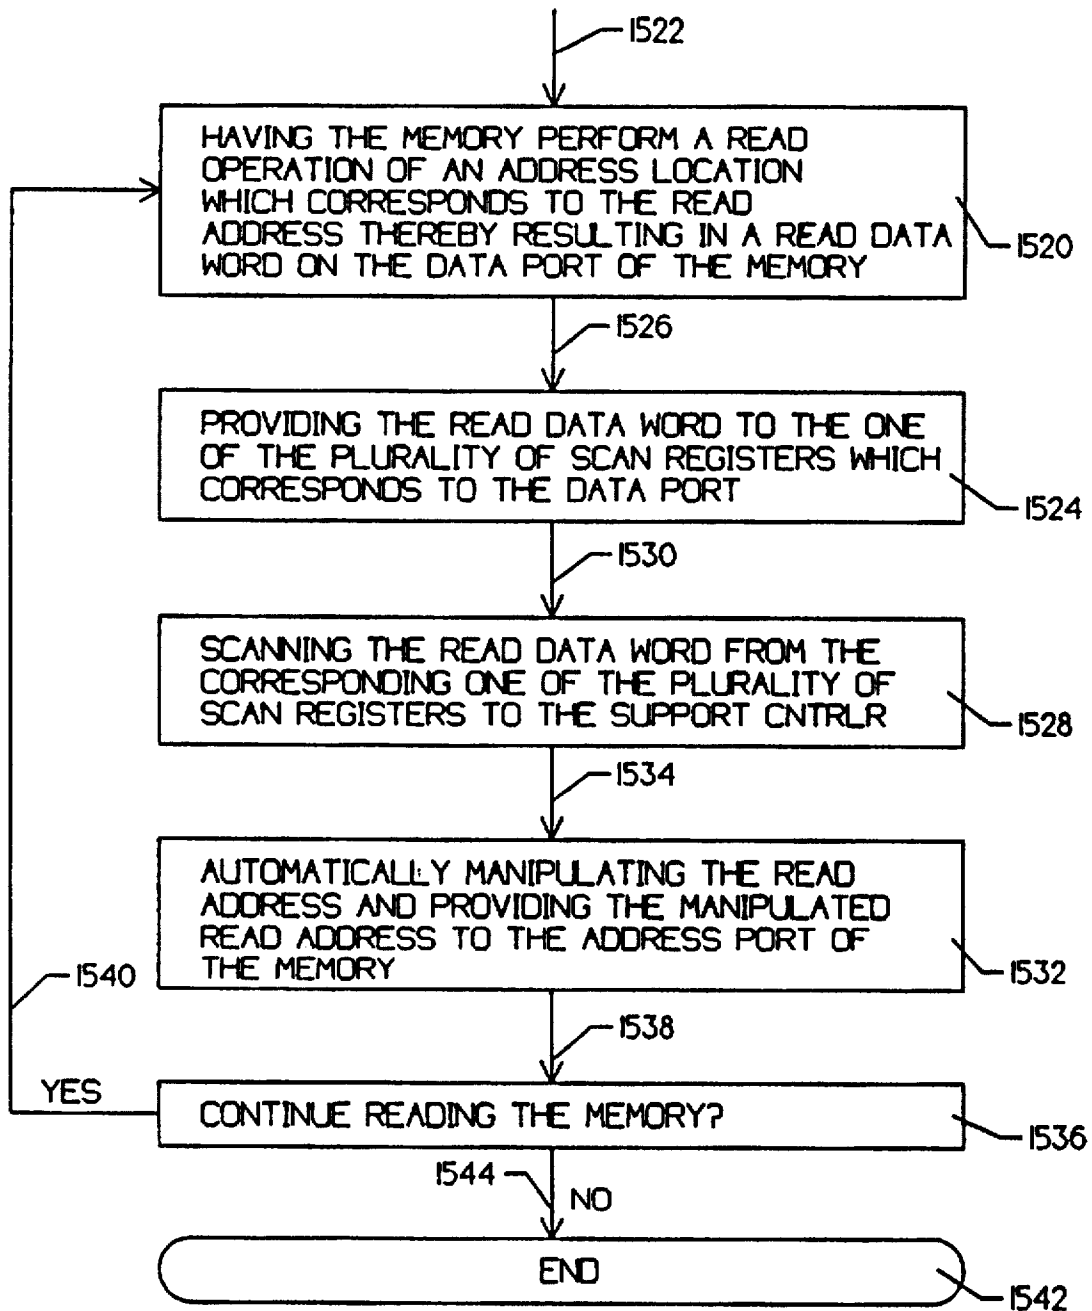 1522
HAVING THE MEMORY PERFORM A READ
OPERATION OF AN ADDRESS LOCATION
WHICH CORRESPONDS TO THE READ
ADDRESS THEREBY RESULTING IN A READ DATA
WORD ON THE DATA PORT OF THE MEMORY
1520
1526
PROVIDING THE READ DATA WORD TO THE ONE
OF THE PLURALITY OF SCAN REGISTERS WHICH
CORRESPONDS TO THE DATA PORT
1524
1530
SCANNING THE READ DATA WORD FROM THE
CORRESPONDING ONE OF THE PLURALITY OF
SCAN REGISTERS TO THE SUPPORT CNTRLR
1528
1534
AUTOMATICALLY MANIPULATING THE READ
ADDRESS AND PROVIDING THE MANIPULATED
READ ADDRESS TO THE ADDRESS PORT OF
THE MEMORY
1532
1540
1538
YES
CONTINUE READING THE MEMORY?
1536
1544
NO
END
1542